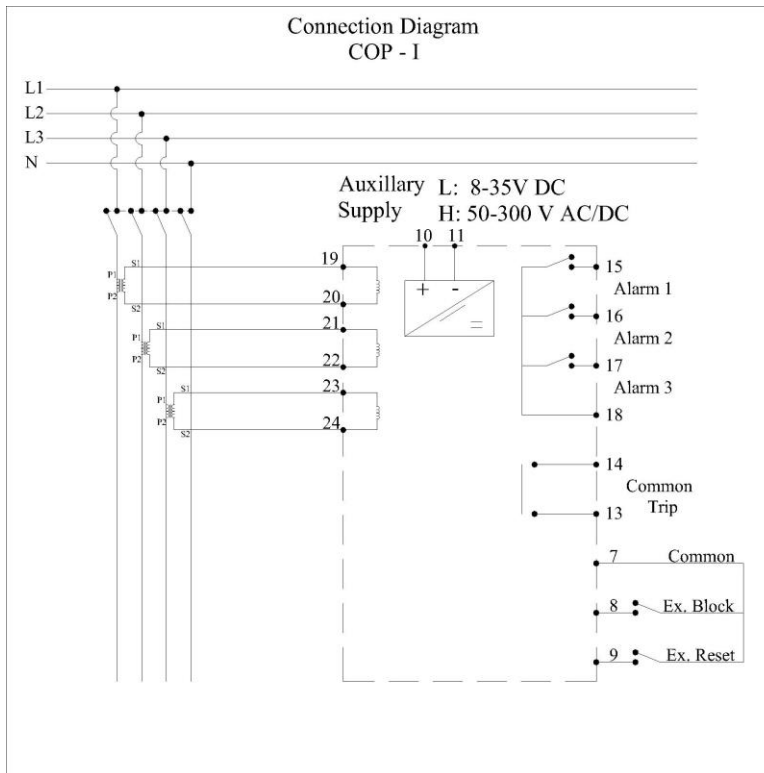 Connection Diagram
COP - I
L1
L2
L3
N
Auxillary L: 8-35V DC
Supply H: 50-300 V AC/DC
10 11
+ -
P1
P2
S1
S2
19
20
P1
P2
S1
S2
21
22
P1
P2
S1
S2
23
24
15
Alarm 1
16
Alarm 2
17
Alarm 3
18
14
Common
Trip
13
7 Common
8 Ex. Block
9 Ex. Reset